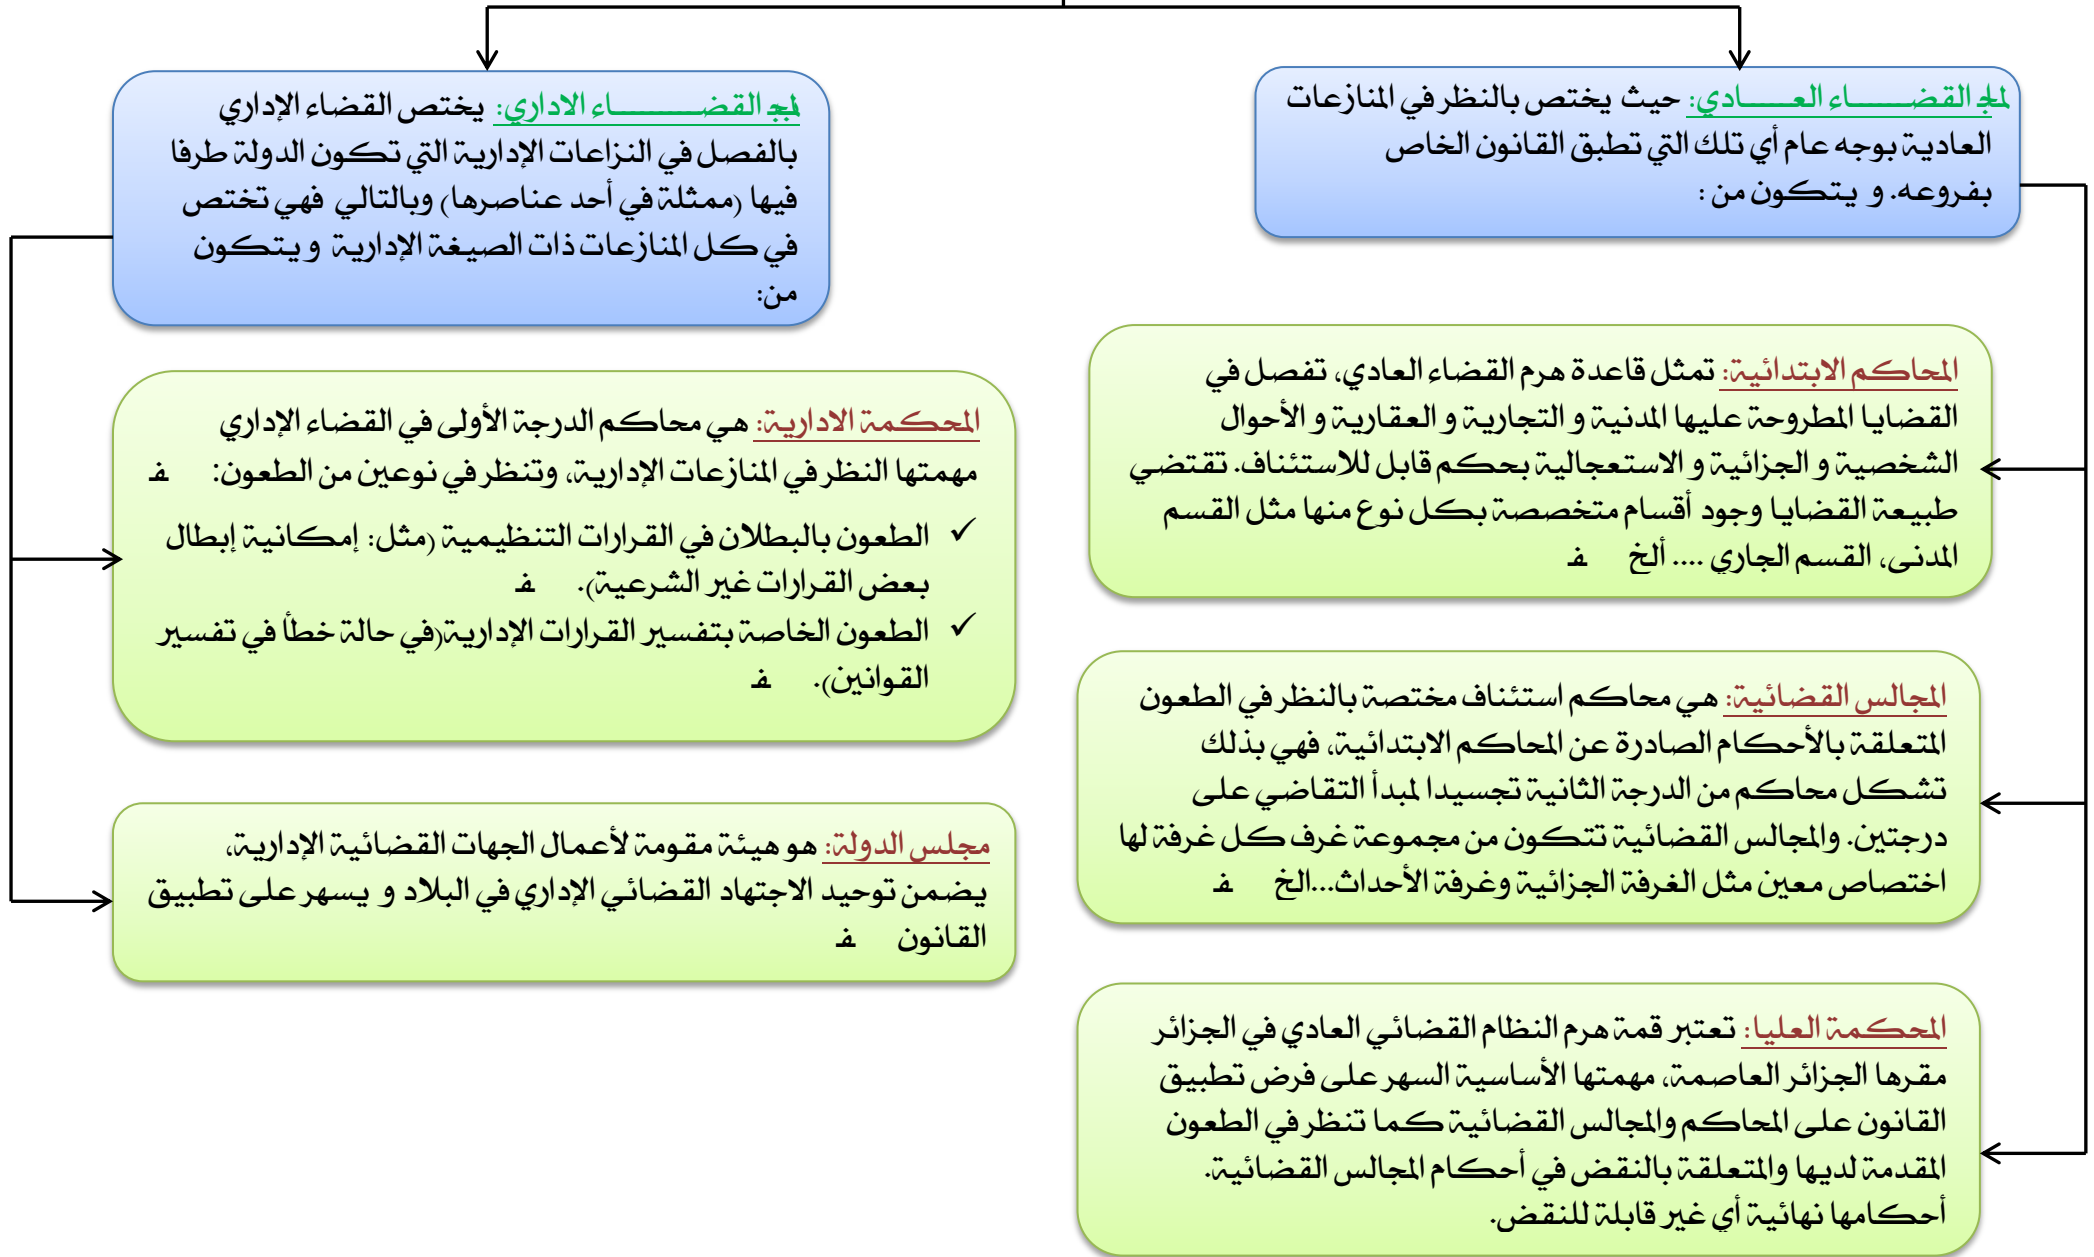 القضاء العادي: حيث يختص بالنظر في المنازعات
العادية بوجه عام أي تلك التي تطبق القانون الخاص
بفروعه. و يتكون من :
المحاكم الابتدائية: تمثل قاعدة هرم القضاء العادي، تفصل في
القضايا المطروحة عليها المدنية و التجارية و العقارية و الأحوال
الشخصية و الجزائية و الاستعجالية بحكم قابل للاستئناف. تقتضي
طبيعة القضايا وجود أقسام متخصصة بكل نوع منها مثل القسم
المدنى، القسم الجاري .... ألخ
المجالس القضائية: هي محاكم استئناف مختصة بالنظر في الطعون
المتعلقة بالأحكام الصادرة عن المحاكم الابتدائية، فهي بذلك
تشكل محاكم من الدرجة الثانية تجسيدا لمبدأ التقاضي على
درجتين. والمجالس القضائية تتكون من مجموعة غرف كل غرفة لها
اختصاص معين مثل الغرفة الجزائية وغرفة الأحداث...الخ
المحكمة العليا: تعتبر قمة هرم النظام القضائي العادي في الجزائر
مقرها الجزائر العاصمة، مهمتها الأساسية السهر على فرض تطبيق
القانون على المحاكم والمجالس القضائية كما تنظر في الطعون
المقدمة لديها والمتعلقة بالنقض في أحكام المجالس القضائية.
أحكامها نهائية أي غير قابلة للنقض.
القضاء الاداري: يختص القضاء الإداري
بالفصل في النزاعات الإدارية التي تكون الدولة طرفا
فيها (ممثلة في أحد عناصرها) وبالتالي فهي تختص
في كل المنازعات ذات الصيغة الإدارية و يتكون
من:
المحكمة الادارية: هي محاكم الدرجة الأولى في القضاء الإداري
مهمتها النظر في المنازعات الإدارية، وتنظر في نوعين من الطعون:
✓ الطعون بالبطلان في القرارات التنظيمية (مثل: إمكانية إبطال
بعض القرارات غير الشرعية).
✓ الطعون الخاصة بتفسير القرارات الإدارية(في حالة خطأ في تفسير
القوانين).
مجلس الدولة: هو هيئة مقومة لأعمال الجهات القضائية الإدارية،
يضمن توحيد الاجتهاد القضائي الإداري في البلاد و يسهر على تطبيق
القانون